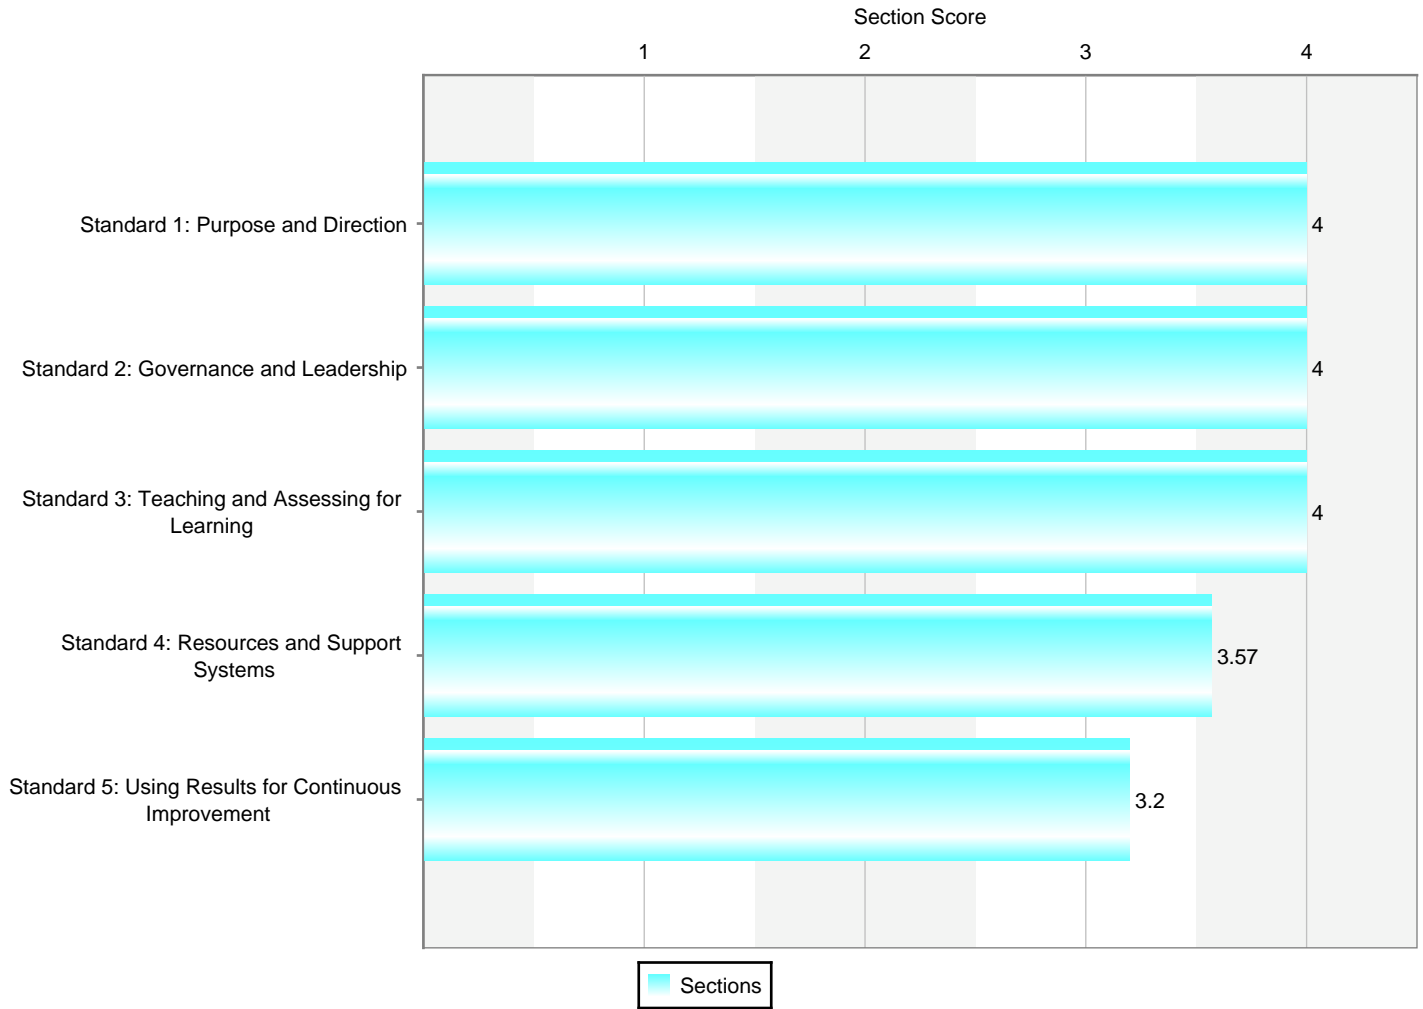 Section Score
1 2 3 4
Standard 1: Purpose and Direction
4
Standard 2: Governance and Leadership
4
Standard 3: Teaching and Assessing for
Learning
4
Standard 4: Resources and Support
Systems
3.57
Standard 5: Using Results for Continuous
Improvement
3.2
Sections